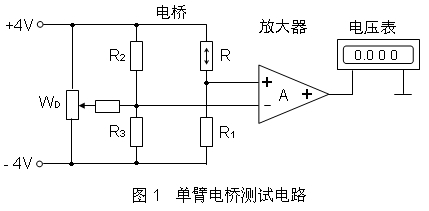 电桥
放大器
电压表
+4V
R2
R
0.000
WD
+
−
A
+
R3
R1
- 4V
图 1 单臂电桥测试电路